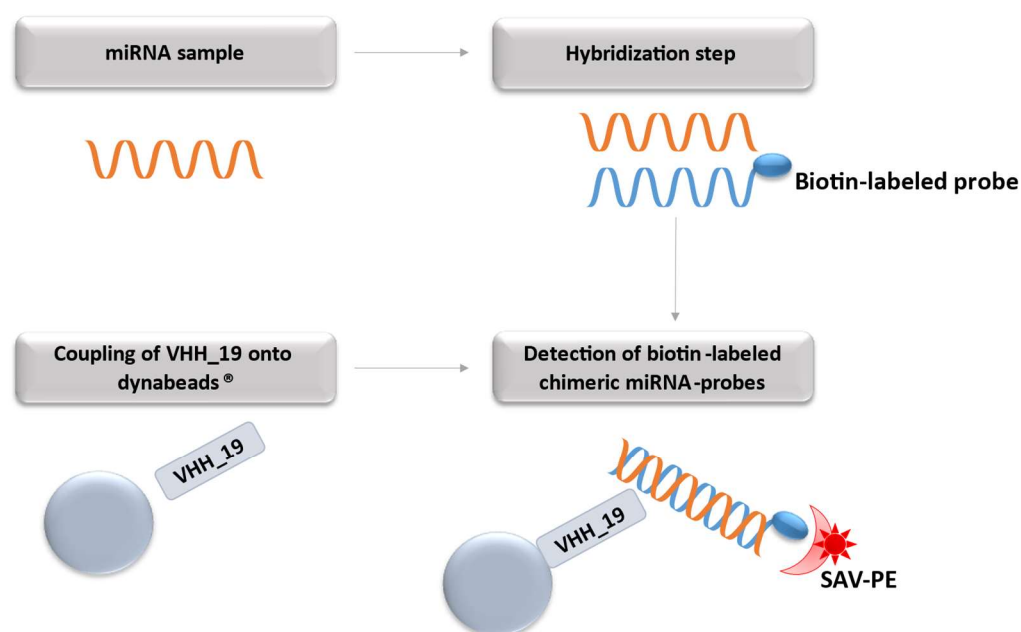 miRNA sample
Hybridization step
Biotin-labeled probe
Coupling of VHH_19 onto
dynabeads ®
Detection of biotin-labeled
chimeric miRNA-probes
VHH_19
VHH_19
SAV-PE